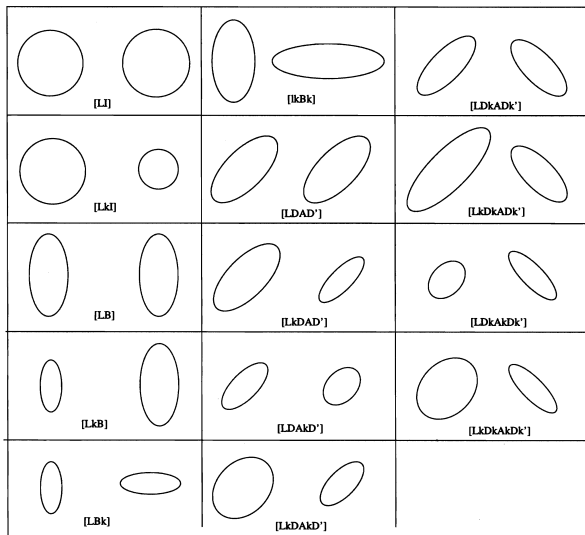 [LI]
[lkBk]
[LDkADk’]
[LkI]
[LDAD’]
[LkDkADk’]
[LB]
[LkDAD’]
[LDkAkDk’]
[LkB]
[LDAkD’]
[LkDkAkDk’]
[LBk]
[LkDAkD’]